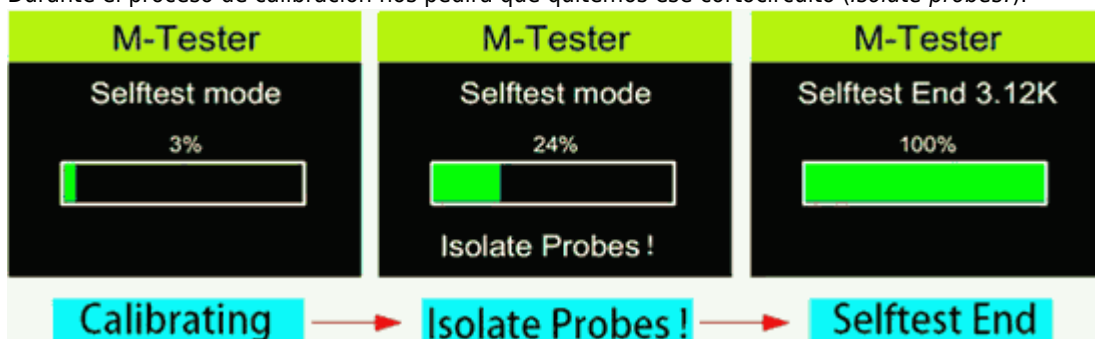 Durante el proceso de calibración nos pedirá que quitemos ese cortocircuito (isolate probes!).
M-Tester
Selftest mode
3%
M-Tester
Selftest mode
24%
Isolate Probes !
M-Tester
Selftest End 3.12K
100%
Calibrating
Isolate Probes !
Selftest End